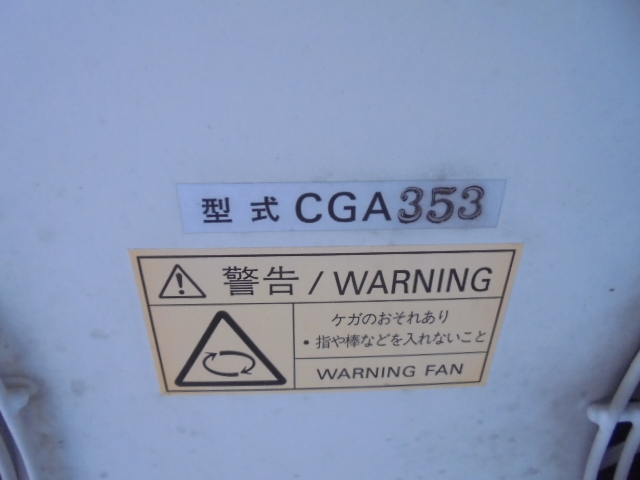 型式 CGA353
警告/WARNING
ケガのおそれあり
・指や棒などを入れないこと
WARNING FAN